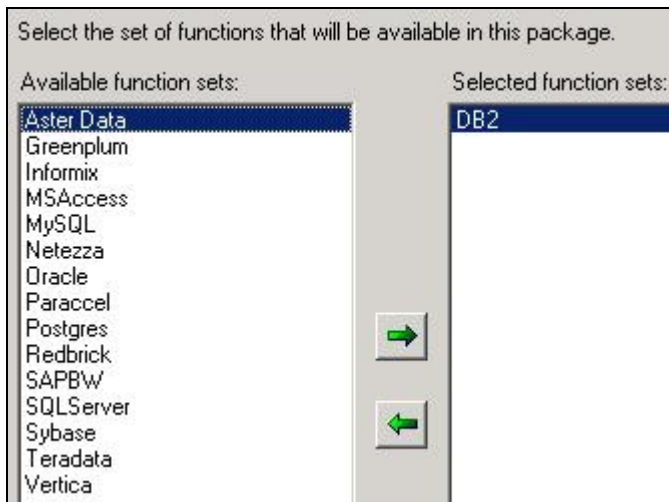 Select the set of functions that will be available in this package.
Available function sets:
Selected function sets:
Aster Data
DB2
Greenplum
Informix
MSAccess
MySQL
Netezza
Oracle
Paraccel
Postgres
Redbrick
SAPBW
SQLServer
Sybase
Teradata
Vertica